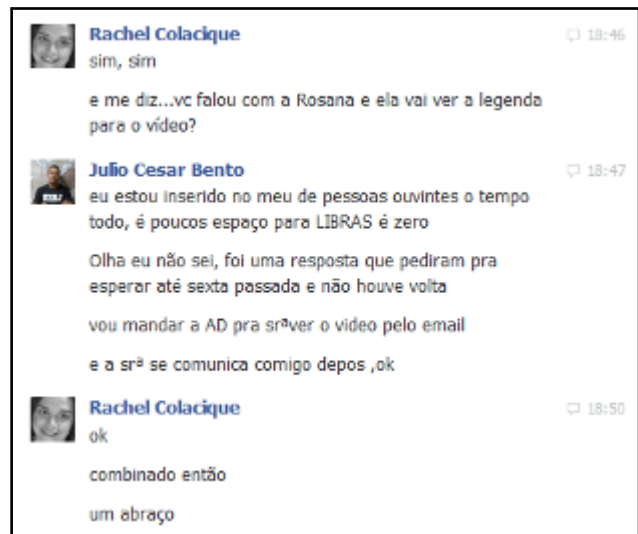 Rachel Colacique 18:46
sim, sim
e me diz...vc falou com a Rosana e ela vai ver a legenda
para o vídeo?
Julio Cesar Bento 18:47
eu estou inserido no meu de pessoas ouvintes o tempo
todo, é poucos espaço para LIBRAS é zero
Olha eu não sei, foi uma resposta que pediram pra
esperar até sexta passada e não houve volta
vou mandar a AD pra srªver o video pelo email
e a srª se comunica comigo depos ,ok
Rachel Colacique 18:50
ok
combinado então
um abraço